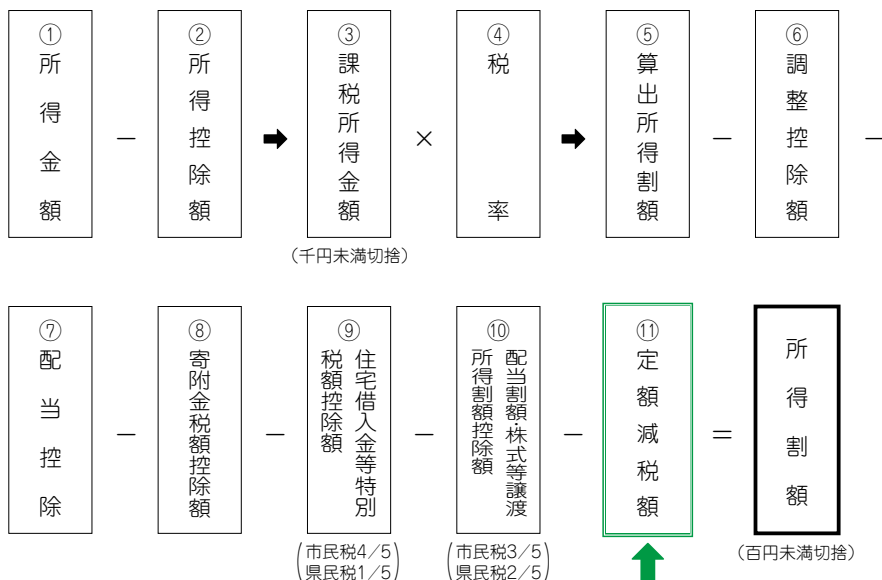 ①所得金額
−
②所得控除額
➡
③課税所得金額
(千円未満切捨)
×
④税率
➡
⑤算出所得割額
−
⑥調整控除額
−
⑦配当控除
−
⑧寄附金税額控除額
−
⑨住宅借入金等特別
税額控除額
(市民税4/5
県民税1/5)
−
⑩配当割額・株式等譲渡
所得割額控除額
(市民税3/5
県民税2/5)
−
⑪定額減税額
=
所得割額
(百円未満切捨)